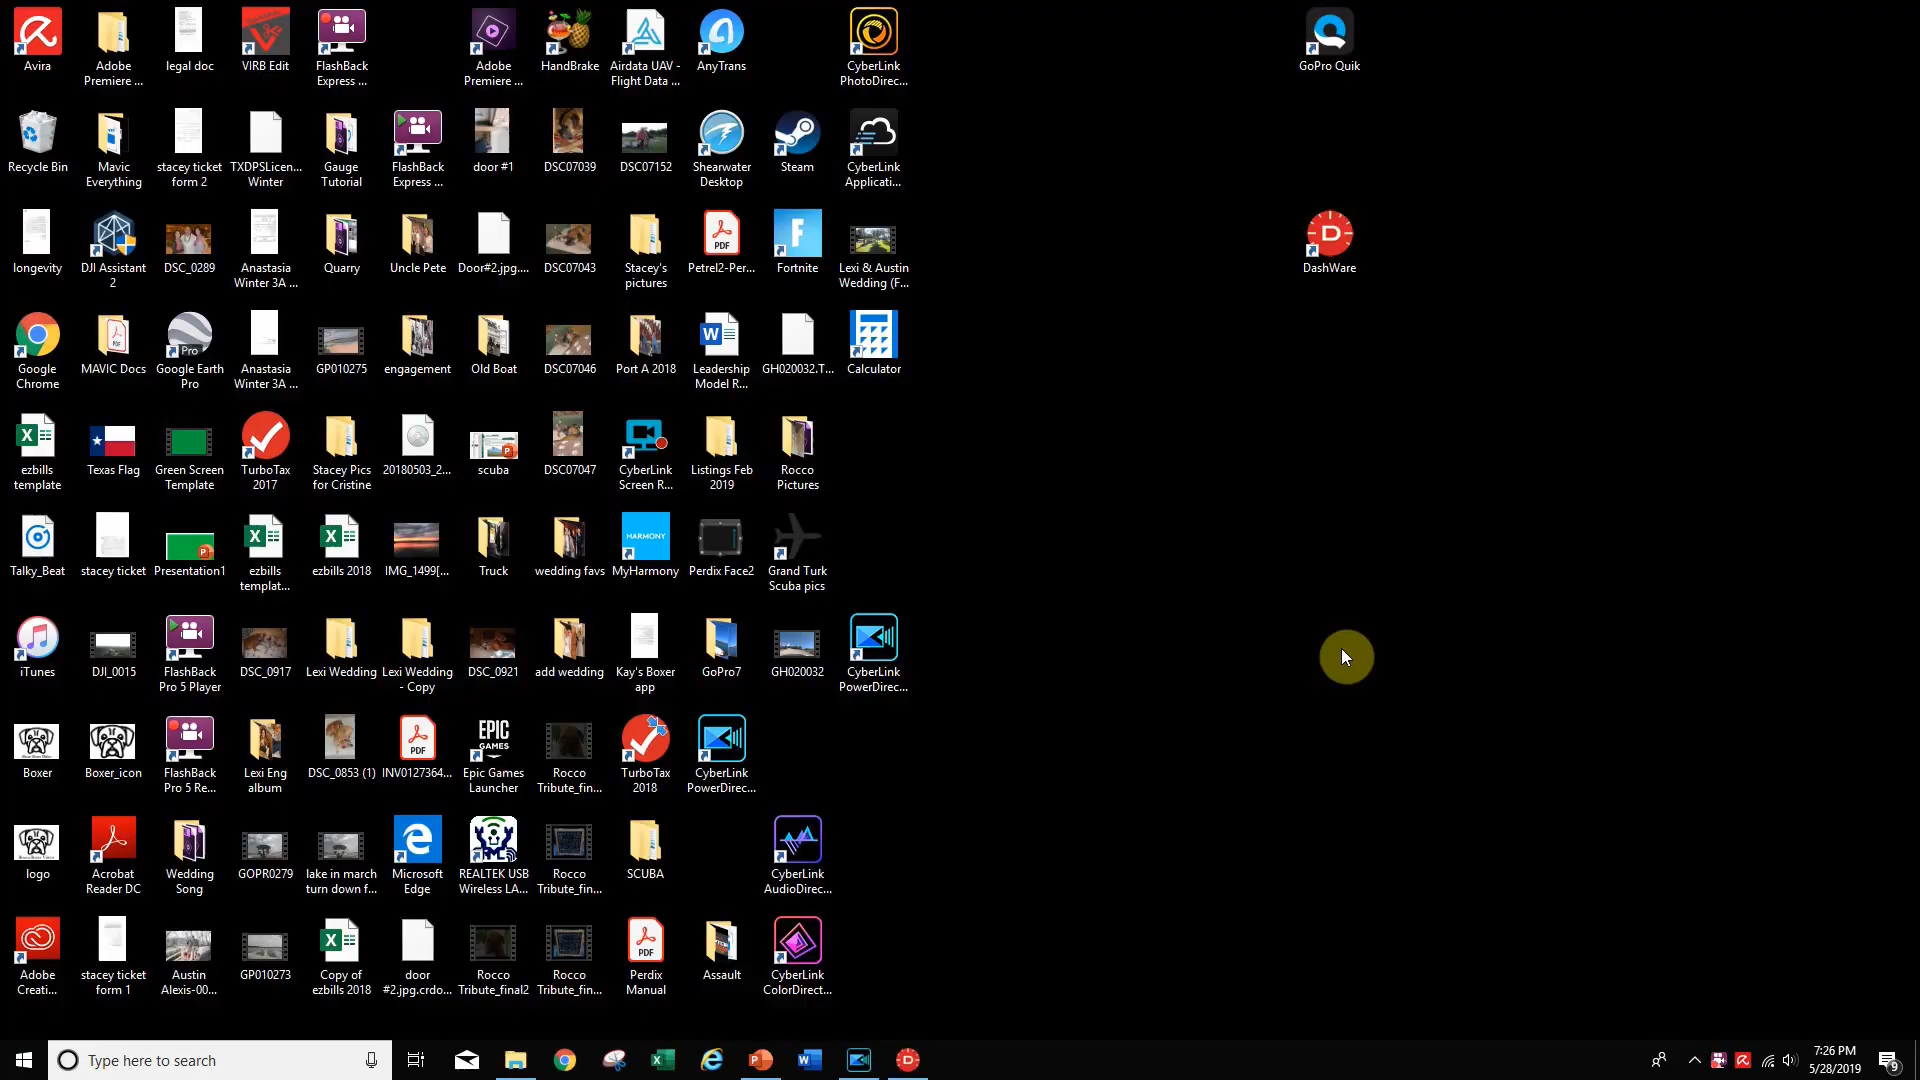 Avira
Adobe
Premiere ...
legal doc
VIRB Edit
FlashBack
Express ...
Adobe
Premiere ...
HandBrake
Airdata UAV -
Flight Data ...
AnyTrans
CyberLink
PhotoDirec...
GoPro Quik
Recycle Bin
Mavic
Everything
stacey ticket
form 2
TXDPSLicen...
Winter
Gauge
Tutorial
FlashBack
Express ...
door #1
DSC07039
DSC07152
Shearwater
Desktop
Steam
CyberLink
Applicati...
longevity
DJI Assistant
2
DSC_0289
Anastasia
Winter 3A ...
Quarry
Uncle Pete
Door#2.jpg....
DSC07043
Stacey's
pictures
PDF
Petrel2-Per...
F
Fortnite
Lexi & Austin
Wedding (F...
D
DashWare
Google
Chrome
PDF
MAVIC Docs
Pro
Google Earth
Pro
Anastasia
Winter 3A ...
GP010275
engagement
Old Boat
DSC07046
Port A 2018
W
Leadership
Model R...
GH020032.T...
Calculator
X
ezbills
template
Texas Flag
Green Screen
Template
TurboTax
2017
Stacey Pics
for Cristine
20180503_2...
scuba
DSC07047
CyberLink
Screen R...
Listings Feb
2019
Rocco
Pictures
Talky_Beat
stacey ticket
Presentation1
X
ezbills
templat...
X
ezbills 2018
IMG_1499[...
Truck
wedding favs
HARMONY
MyHarmony
Perdix Face2
Grand Turk
Scuba pics
iTunes
DJI_0015
FlashBack
Pro 5 Player
DSC_0917
Lexi Wedding
Lexi Wedding
- Copy
DSC_0921
add wedding
Kay's Boxer
app
GoPro7
GH020032
CyberLink
PowerDirec...
Boxer
Boxer_icon
FlashBack
Pro 5 Re...
Lexi Eng
album
DSC_0853 (1)
PDF
INV0127364...
EPIC
GAMES
Epic Games
Launcher
Rocco
Tribute_fin...
TurboTax
2018
CyberLink
PowerDirec...
logo
Acrobat
Reader DC
Wedding
Song
GOPR0279
lake in march
turn down f...
Microsoft
Edge
REALTEK USB
Wireless LA...
Rocco
Tribute_fin...
SCUBA
CyberLink
AudioDirec...
Adobe
Creati...
stacey ticket
form 1
Austin
Alexis-00...
GP010273
X
Copy of
ezbills 2018
door
#2.jpg.crdo...
Rocco
Tribute_final2
Rocco
Tribute_fin...
PDF
Perdix
Manual
Assault
CyberLink
ColorDirect...
Type here to search
7:26 PM
5/28/2019
9